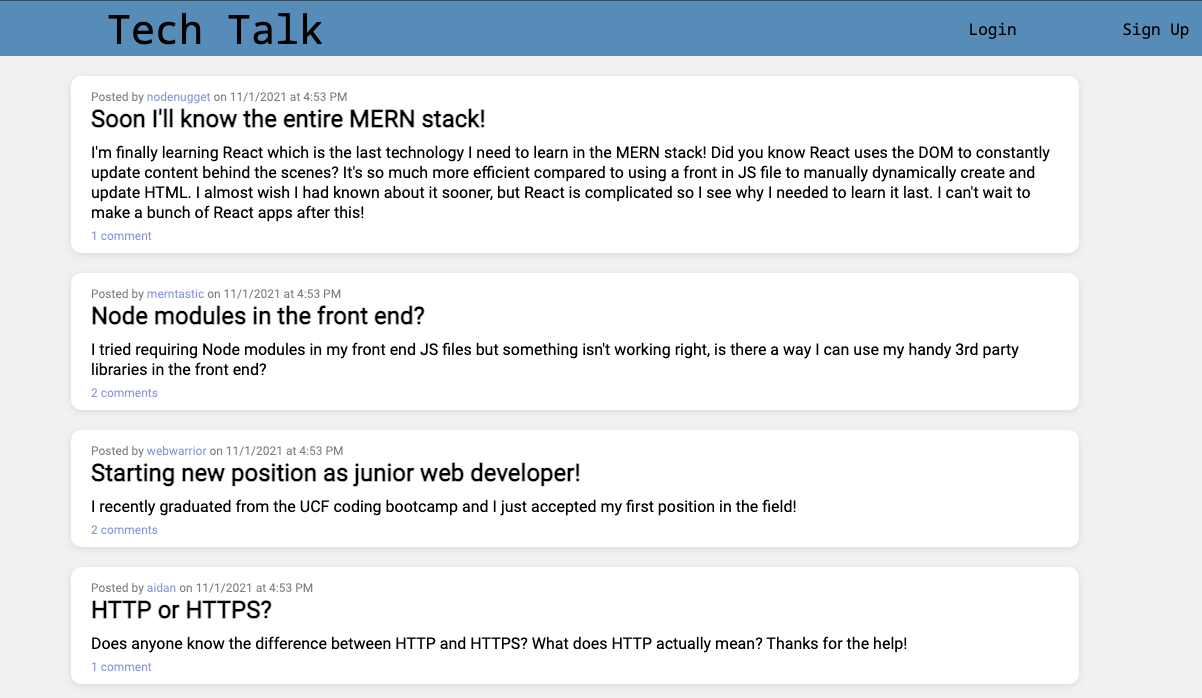 Tech Talk
Login
Sign Up
Posted by nodenugget on 11/1/2021 at 4:53 PM
Soon I'll know the entire MERN stack!
I'm finally learning React which is the last technology I need to learn in the MERN stack! Did you know React uses the DOM to constantly
update content behind the scenes? It's so much more efficient compared to using a front in JS file to manually dynamically create and
update HTML. I almost wish I had known about it sooner, but React is complicated so I see why I needed to learn it last. I can't wait to
make a bunch of React apps after this!
1 comment
Posted by merntastic on 11/1/2021 at 4:53 PM
Node modules in the front end?
I tried requiring Node modules in my front end JS files but something isn't working right, is there a way I can use my handy 3rd party
libraries in the front end?
2 comments
Posted by webwarrior on 11/1/2021 at 4:53 PM
Starting new position as junior web developer!
I recently graduated from the UCF coding bootcamp and I just accepted my first position in the field!
2 comments
Posted by aidan on 11/1/2021 at 4:53 PM
HTTP or HTTPS?
Does anyone know the difference between HTTP and HTTPS? What does HTTP actually mean? Thanks for the help!
1 comment